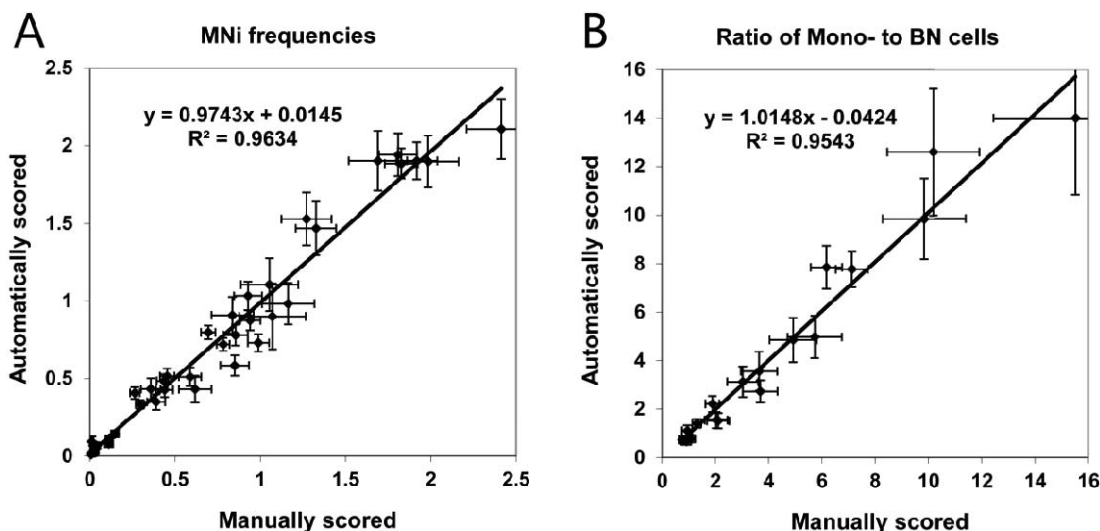 A
MNi frequencies
y = 0.9743x + 0.0145
R² = 0.9634
2.5
2
1.5
1
0.5
0
0
0.5
1
1.5
2
2.5
Automatically scored
Manually scored
B
Ratio of Mono- to BN cells
y = 1.0148x - 0.0424
R² = 0.9543
16
14
12
10
8
6
4
2
0
0
2
4
6
8
10
12
14
16
Automatically scored
Manually scored